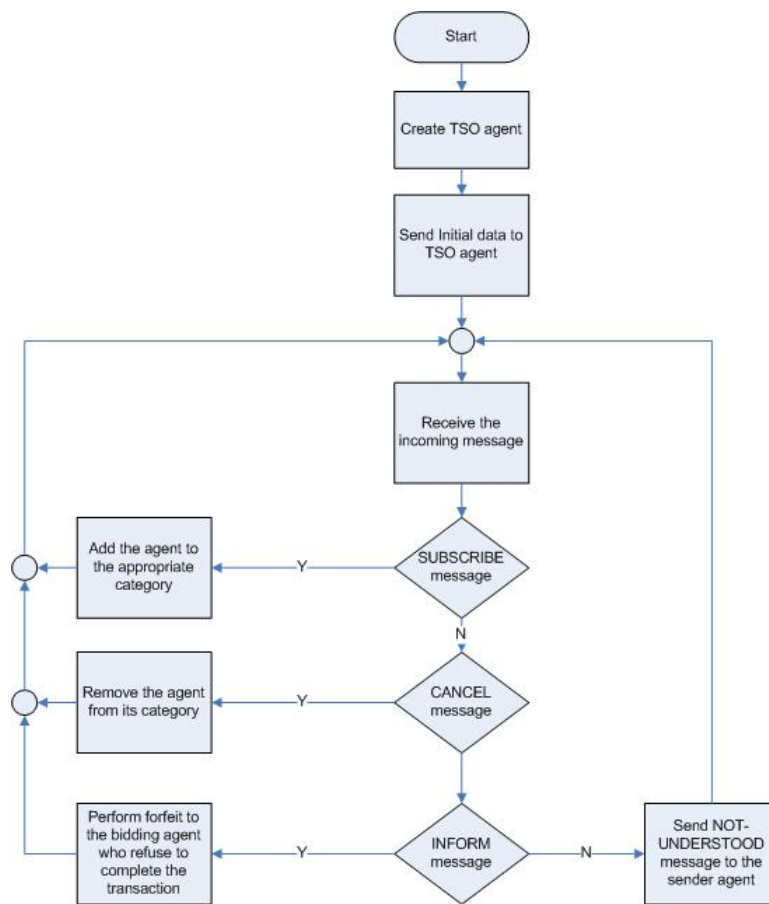 Start
Create TSO agent
Send Initial data to
TSO agent
Receive the
incoming message
SUBSCRIBE
message
Y
Add the agent to
the appropriate
category
N
CANCEL
message
Y
Remove the agent
from its category
INFORM
message
Y
Perform forfeit to
the bidding agent
who refuse to
complete the
transaction
N
Send NOT-
UNDERSTOOD
message to the
sender agent